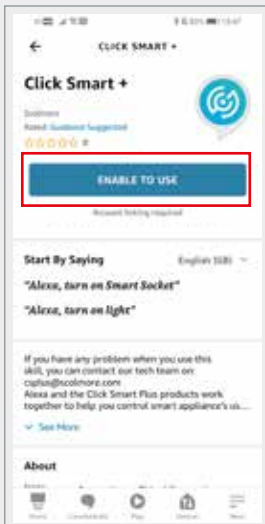 CLICK SMART +
Click Smart +
Scolmore
Rated: Guidance Suggested
ENABLE TO USE
Account linking required
Start By Saying
English (GB)
"Alexa, turn on Smart Socket"
"Alexa, turn on light"
If you have any problem when you use this
skill, you can contact our tech team on:
csplus@scolmore.com
Alexa and the Click Smart Plus products work
together to help you control smart appliance's us...
See More
About
Home
Play
Devices
More